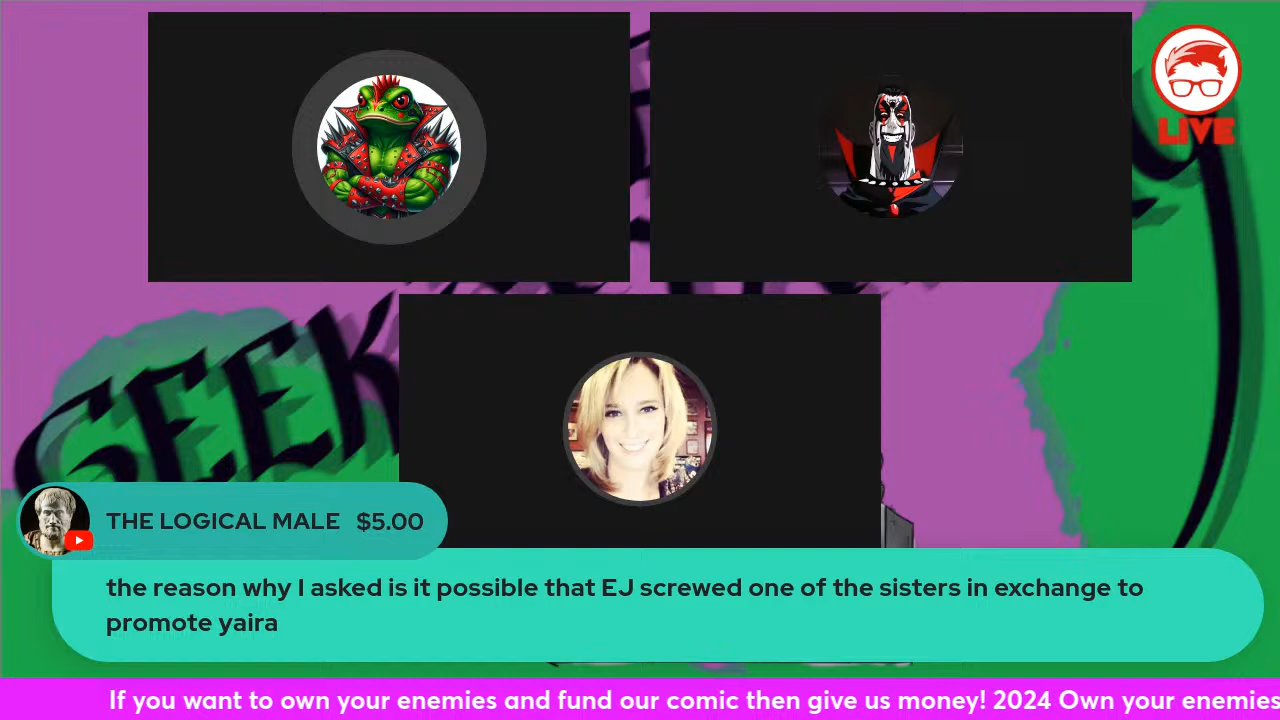 LIVE
GEEK
THE LOGICAL MALE $5.00
the reason why I asked is it possible that EJ screwed one of the sisters in exchange to
promote yaira
If you want to own your enemies and fund our comic then give us money! 2024 Own your enemies